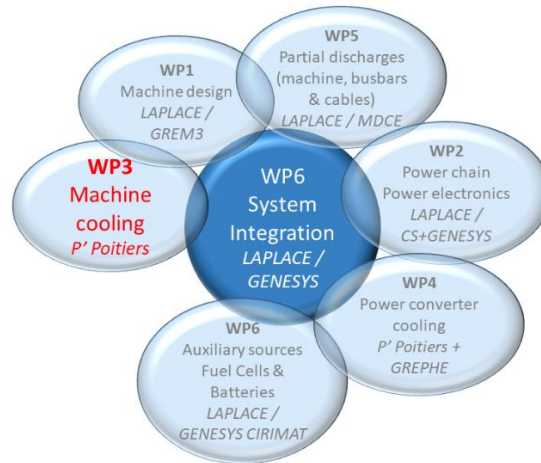 WP5
Partial discharges
(machine, busbars
& cables)
LAPLACE / MDCE
WP1
Machine design
LAPLACE /
GREM3
WP3
Machine
cooling
P' Poitiers
WP6
System
Integration
LAPLACE /
GENESYS
WP2
Power chain
Power electronics
LAPLACE /
CS+GENESYS
WP4
Power converter
cooling
P' Poitiers +
GREPHE
WP6
Auxiliary sources
Fuel Cells &
Batteries
LAPLACE /
GENESYS CIRIMAT